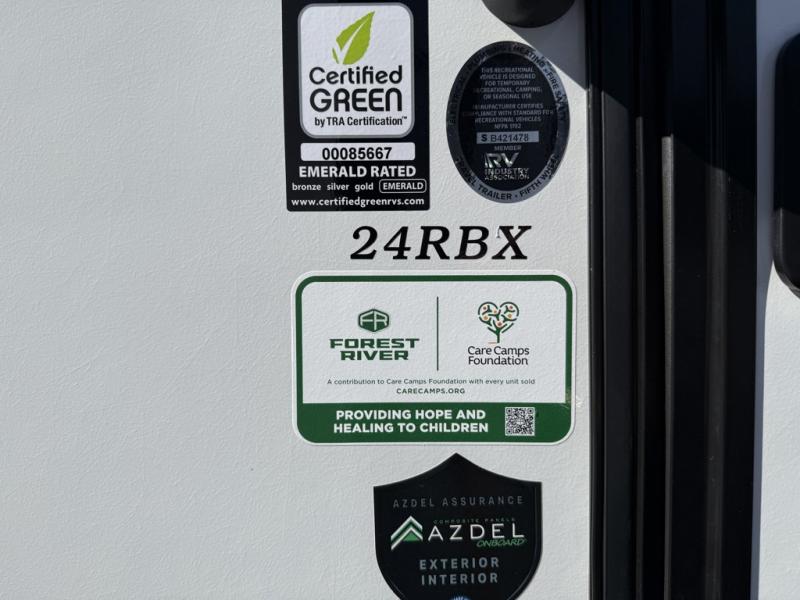 Certified
GREEN
by TRA Certification™
00085667
EMERALD RATED
bronze silver gold EMERALD
www.certifiedgreenrvs.com
PLUMBING | HEATING
THIS RECREATIONAL
VEHICLE IS DESIGNED
FOR TEMPORARY
RECREATIONAL, CAMPING,
OR SEASONAL USE
MANUFACTURER CERTIFIES
COMPLIANCE WITH STANDARD FOR
RECREATIONAL VEHICLES
NFPA 1192
S B421478
MEMBER
RV
INDUSTRY
ASSOCIATION
TRAVEL TRAILER • FIFTH WHEEL
24RBX
FR
FOREST
RIVER
Care Camps
Foundation
A contribution to Care Camps Foundation with every unit sold
CARECAMPS.ORG
PROVIDING HOPE AND
HEALING TO CHILDREN
AZDEL ASSURANCE
COMPOSITE PANELS
AZDEL
ONBOARD
EXTERIOR
INTERIOR